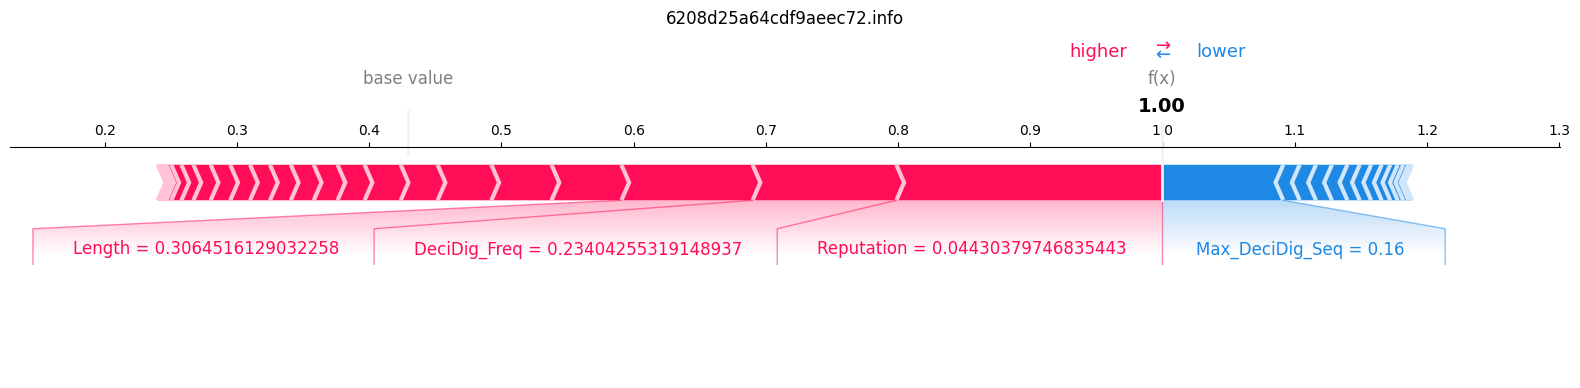 6208d25a64cdf9aeec72.info
higher ⇄ lower
base value f(x)
1.00
0.2 0.3 0.4 0.5 0.6 0.7 0.8 0.9 1.0 1.1 1.2 1.3
Length = 0.3064516129032258 DeciDig_Freq = 0.23404255319148937 Reputation = 0.04430379746835443 Max_DeciDig_Seq = 0.16